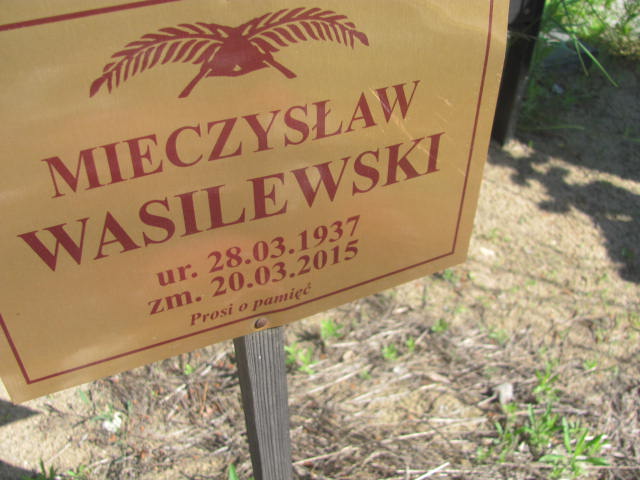 MIECZYSŁAW
WASILEWSKI
ur. 28.03.1937
zm. 20.03.2015
Prosi o pamięć